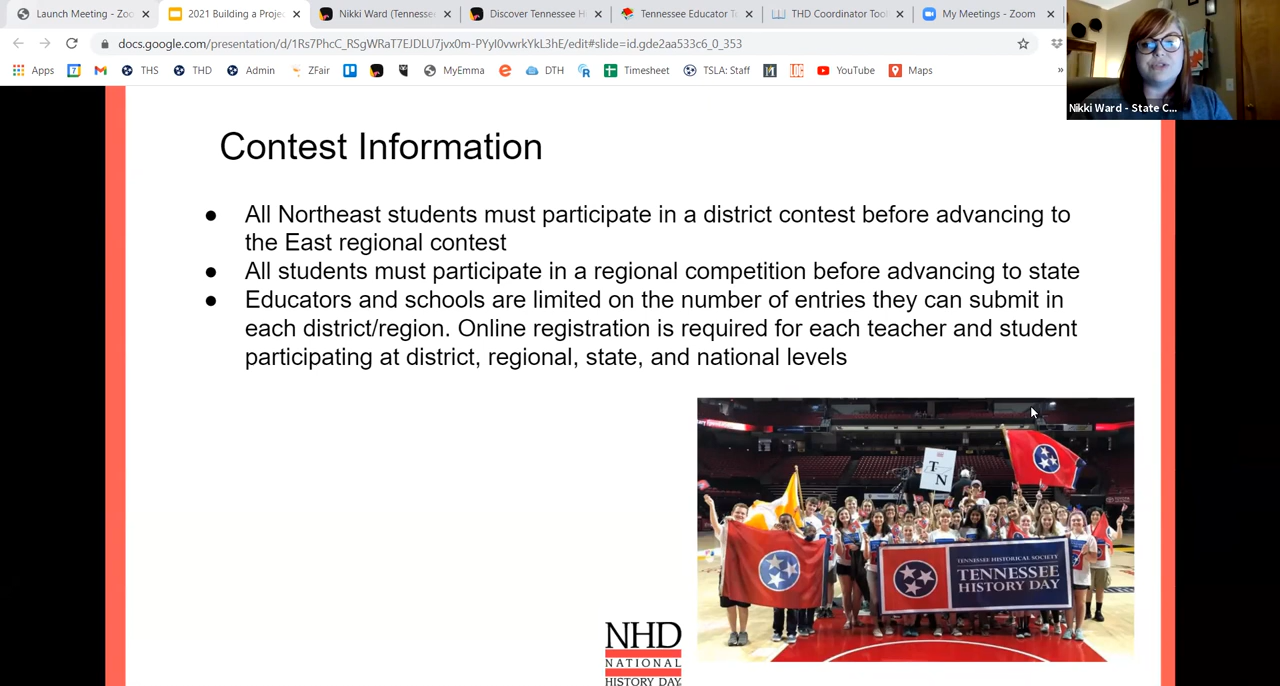 Launch Meeting - Zoo
2021 Building a Projec
Nikki Ward (Tennessee
Discover Tennessee H
Tennessee Educator T
THD Coordinator Tool
My Meetings - Zoom
docs.google.com/presentation/d/1Rs7PhcC_RSgWRaT7EJDLU7jvx0m-PYyI0vwrkYkL3hE/edit#slide=id.gde2aa533c6_0_353
Apps
THS
THD
Admin
ZFair
MyEmma
DTH
Timesheet
TSLA: Staff
YouTube
Maps
»
Nikki Ward - State C...
Contest Information
● All Northeast students must participate in a district contest before advancing to
the East regional contest
● All students must participate in a regional competition before advancing to state
● Educators and schools are limited on the number of entries they can submit in
each district/region. Online registration is required for each teacher and student
participating at district, regional, state, and national levels
TN
TENNESSEE HISTORICAL SOCIETY
TENNESSEE
HISTORY DAY
NHD
NATIONAL
HISTORY DAY